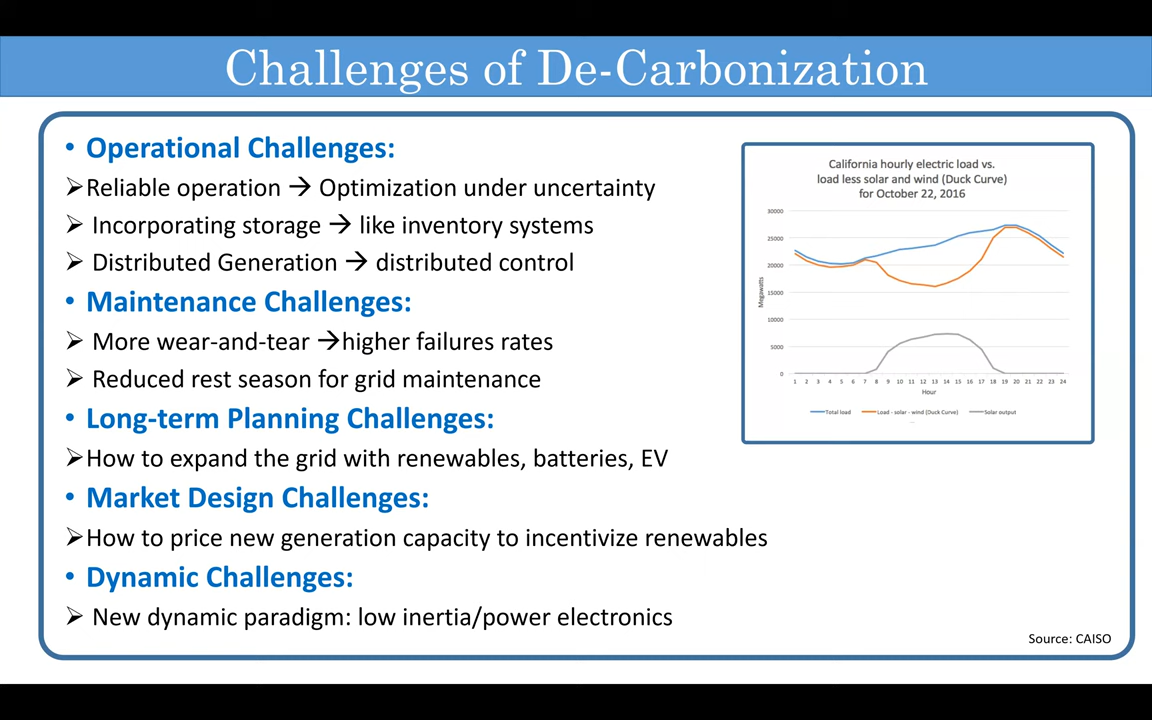 Challenges of De-Carbonization
• Operational Challenges:
➢Reliable operation → Optimization under uncertainty
➢ Incorporating storage → like inventory systems
➢ Distributed Generation → distributed control
• Maintenance Challenges:
➢ More wear-and-tear →higher failures rates
➢ Reduced rest season for grid maintenance
• Long-term Planning Challenges:
➢How to expand the grid with renewables, batteries, EV
• Market Design Challenges:
➢How to price new generation capacity to incentivize renewables
• Dynamic Challenges:
➢ New dynamic paradigm: low inertia/power electronics
California hourly electric load vs.
load less solar and wind (Duck Curve)
for October 22, 2016
30000
25000
20000
15000
10000
5000
0
Megawatts
1 2 3 4 5 6 7 8 9 10 11 12 13 14 15 16 17 18 19 20 21 22 23 24
Hour
Total load Load - solar - wind (Duck Curve) Solar output
Source: CAISO